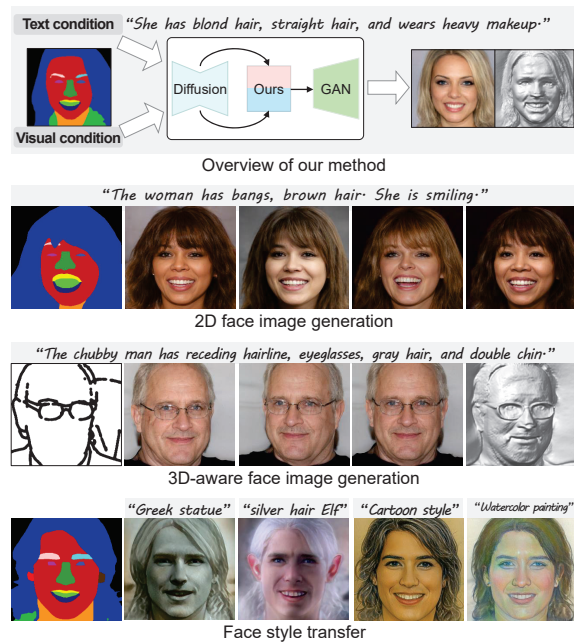 Text condition "She has blond hair, straight hair, and wears heavy makeup."
Diffusion Ours GAN
Visual condition
Overview of our method
"The woman has bangs, brown hair. She is smiling."
2D face image generation
"The chubby man has receding hairline, eyeglasses, gray hair, and double chin."
3D-aware face image generation
"Greek statue" "silver hair Elf" "Cartoon style" "Watercolor painting"
Face style transfer